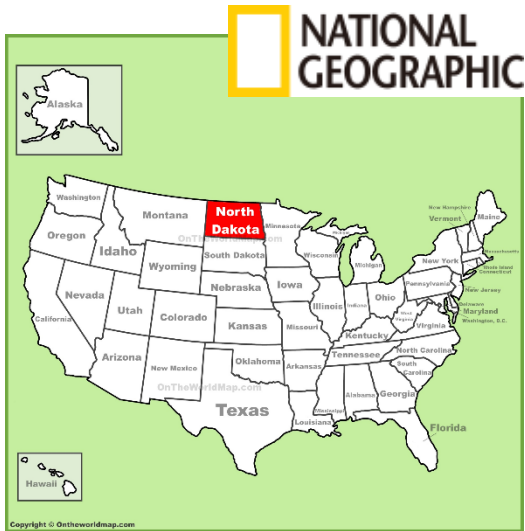 NATIONAL
GEOGRAPHIC
Alaska
Washington
Montana
North
Dakota
Minnesota
OnTheWorldMap.com
Oregon
Idaho
Wyoming
South Dakota
Wisconsin
Michigan
New Hampshire
Vermont
Maine
Massachusetts
New York
Rhode Island
Connecticut
Nevada
Utah
Colorado
Nebraska
Iowa
Illinois
Indiana
Ohio
Pennsylvania
New Jersey
Delaware
Maryland
Washington, D.C.
California
Kansas
Missouri
Kentucky
West
Virginia
Virginia
Arizona
New Mexico
Oklahoma
Arkansas
Tennessee
North Carolina
South
Carolina
OnTheWorldMap.com
Texas
Louisiana
Mississippi
Alabama
Georgia
Florida
Hawaii
Copyright © Ontheworldmap.com